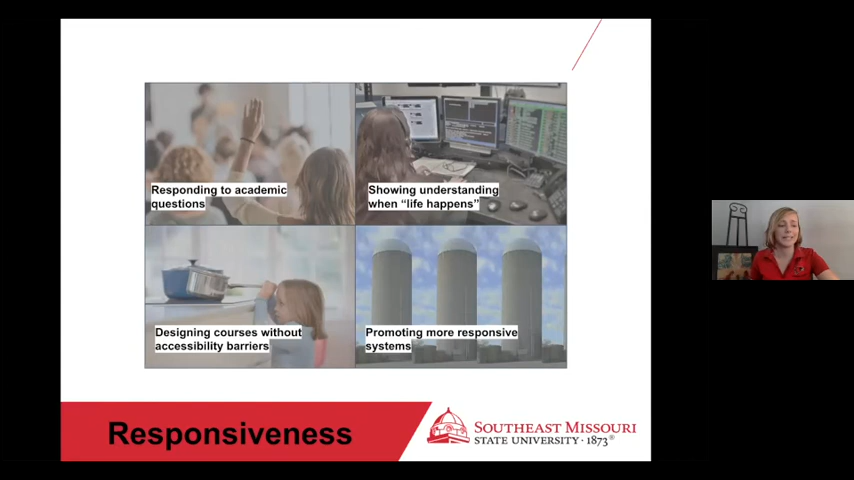 Responding to academic
questions
Showing understanding
when “life happens”
Designing courses without
accessibility barriers
Promoting more responsive
systems
Responsiveness
SOUTHEAST MISSOURI
STATE UNIVERSITY · 1873®